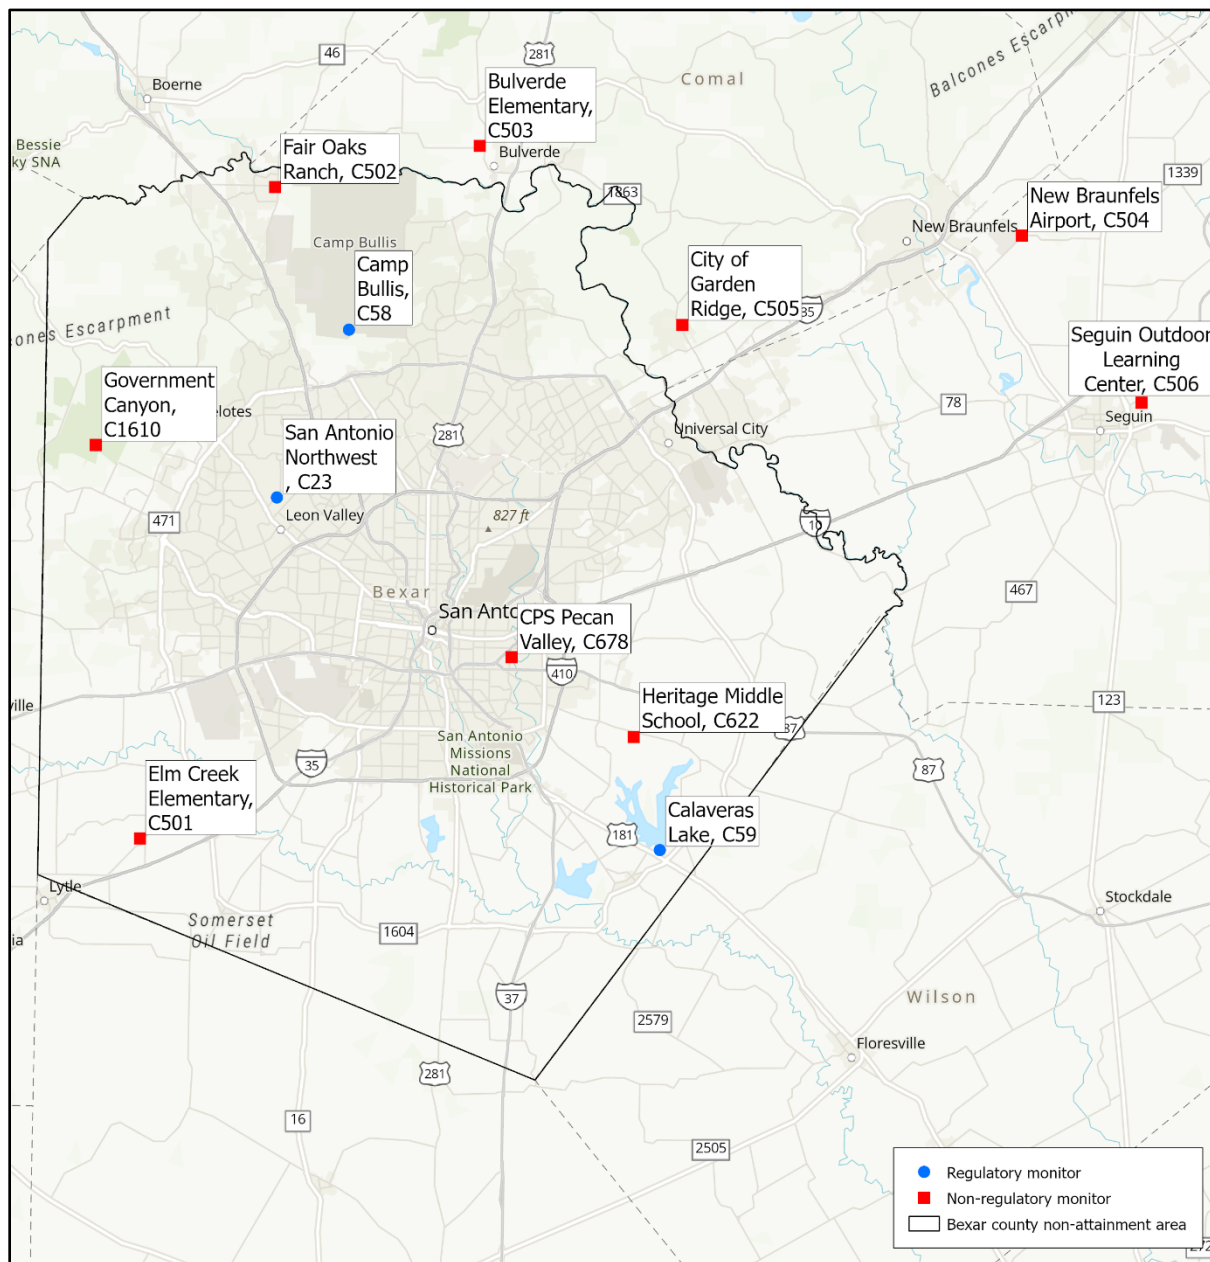 46
281
Comal
Balcones Escarpm
Boerne
Bulverde
Elementary,
C503
Bulverde
Bessie
ky SNA
Fair Oaks
Ranch, C502
1863
1339
New Braunfels
Airport, C504
New Braunfels
Camp Bullis
Camp
Bullis,
C58
City of
Garden
Ridge, C505
35
cones Escarpment
Seguin Outdoor
Learning
Center, C506
Government
Canyon,
C1610
elotes
78
Seguin
San Antonio
Northwest
, C23
281
Universal City
471
Leon Valley
827 ft
10
Bexar
467
San Anto
CPS Pecan
Valley, C678
410
Heritage Middle
School, C622
ville
123
87
San Antonio
Missions
National
Historical Park
35
87
Elm Creek
Elementary,
C501
Calaveras
Lake, C59
181
Lytle
Stockdale
Somerset
Oil Field
1604
ia
37
Wilson
2579
Floresville
281
16
2505
Regulatory monitor
Non-regulatory monitor
Bexar county non-attainment area
272